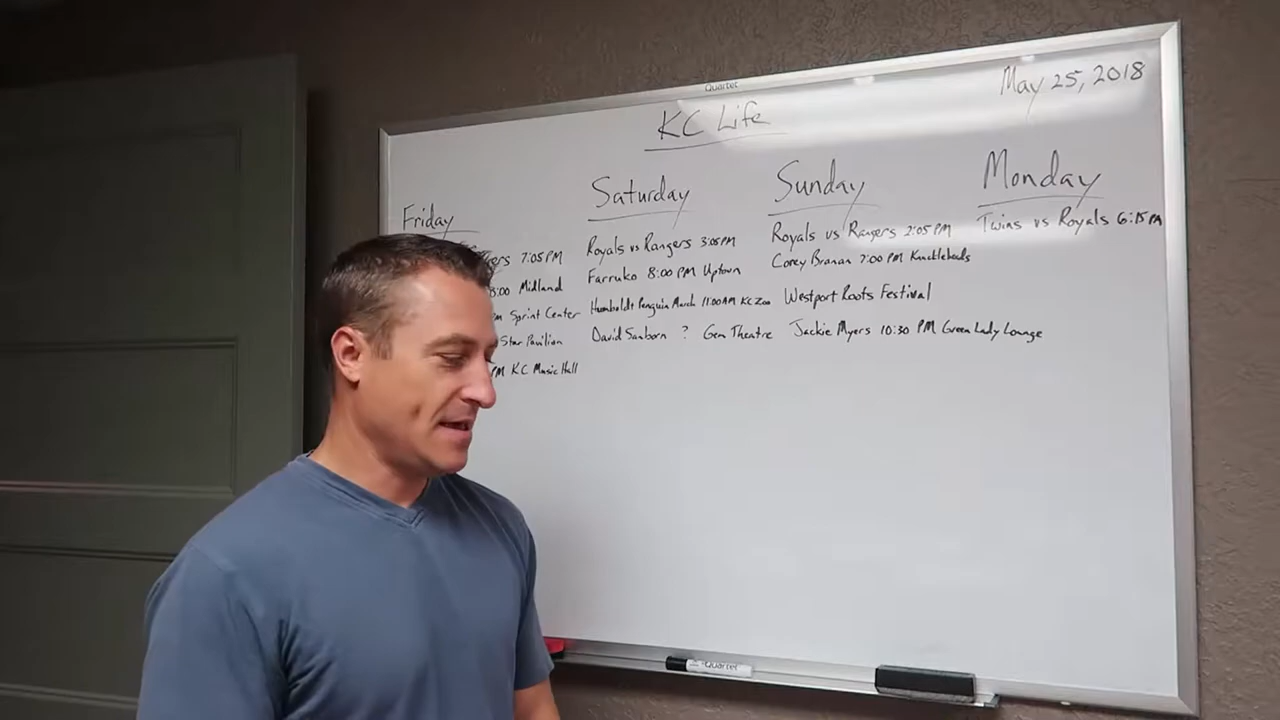 Quartet
May 25, 2018
KC Life
Friday
7:05 PM
8:00 Midland
Sprint Center
Star Pavilion
PM KC Music Hall
Saturday
Royals vs Rangers 3:05 PM
Farruko 8:00 PM Uptown
Humboldt Penguin March 11:00 AM KC Zoo
David Sanborn ? Gem Theatre
Sunday
Royals vs Rangers 2:05 PM
Corey Branan 7:00 PM Knuckleheads
Westport Roots Festival
Jackie Myers 10:30 PM Green Lady Lounge
Monday
Twins vs Royals 6:15 PM
Quartet